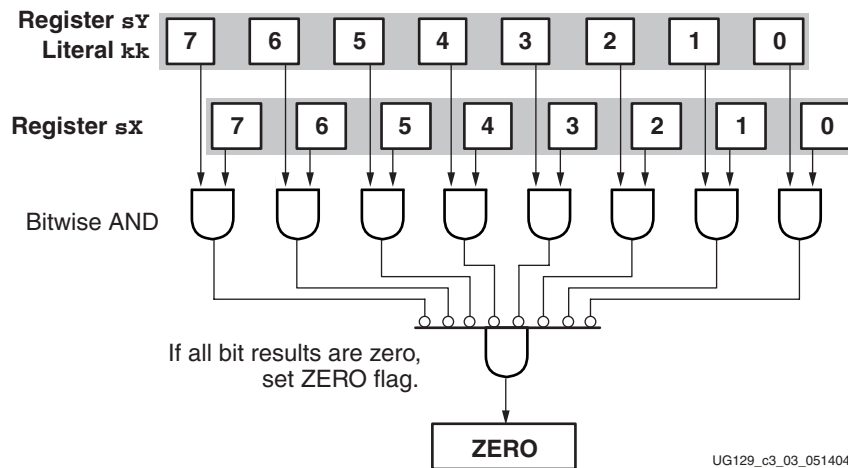 Register sY
Literal kk
7 6 5 4 3 2 1 0
Register sX
7 6 5 4 3 2 1 0
Bitwise AND
If all bit results are zero,
set ZERO flag.
ZERO
UG129_c3_03_051404